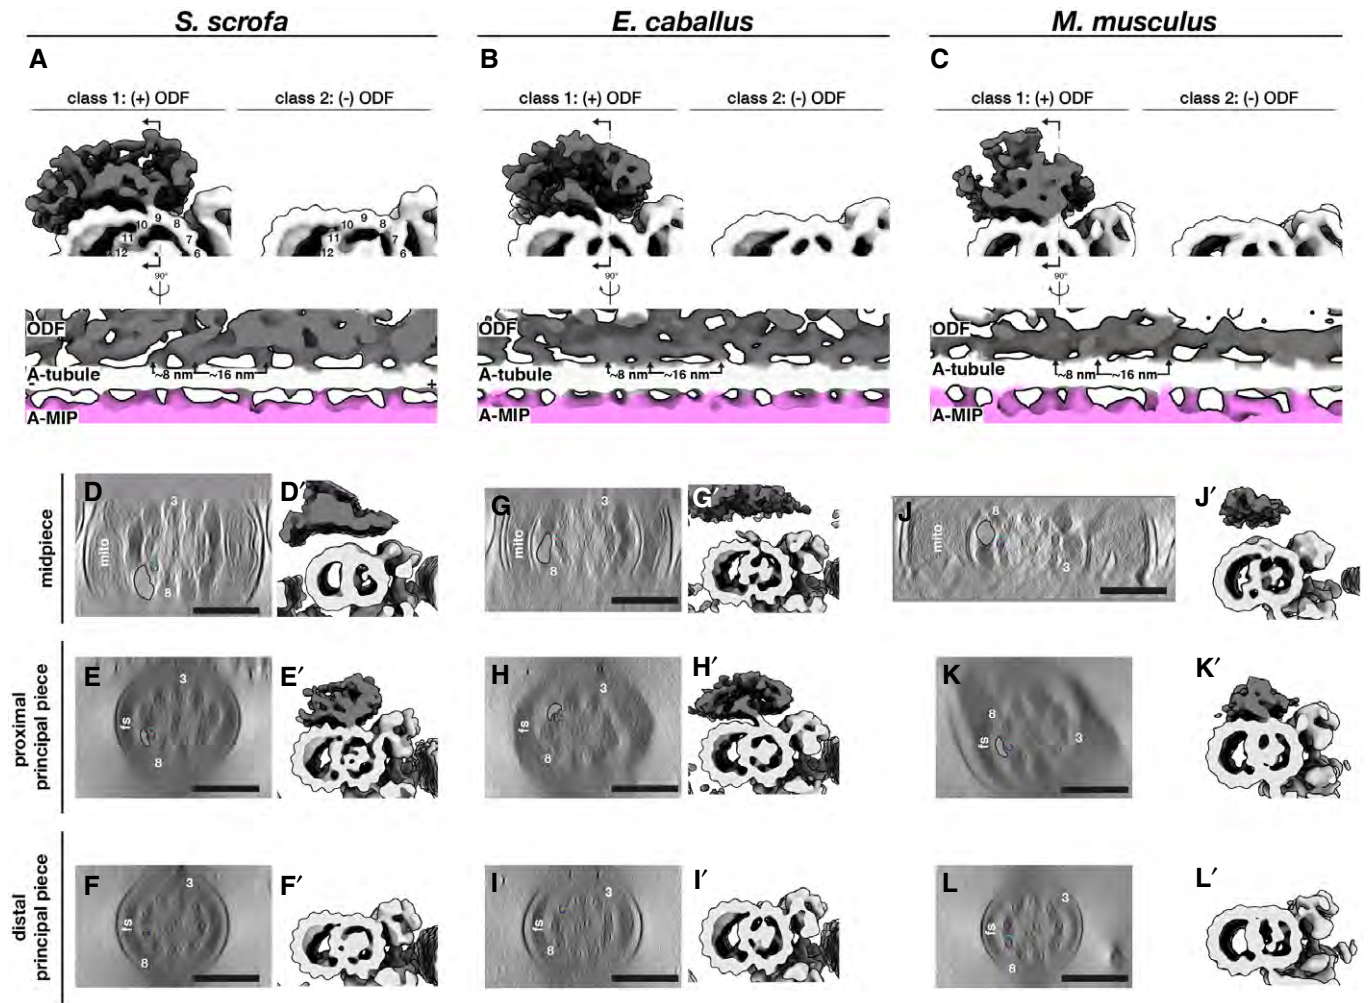 S. scrofa E. caballus M. musculus
A B C
class 1: (+) ODF class 2: (-) ODF class 1: (+) ODF class 2: (-) ODF class 1: (+) ODF class 2: (-) ODF
9 9
10 8 10 8
11 7 11 7
12 6 12 6
90° 90° 90°
ODF ODF ODF
~8 nm ~16 nm ~8 nm ~16 nm ~8 nm ~16 nm
A-tubule A-tubule A-tubule
- +
A-MIP A-MIP A-MIP
midpiece
D 3 mito 8 D′ G 3 mito 8 G′ J 8 mito 3 J′
proximal
principal piece
E 3 fs 8 E′ H 3 fs 8 H′ K 8 fs 3 K′
distal
principal piece
F 3 fs 8 F′ I 3 fs 8 I′ L 3 fs 8 L′